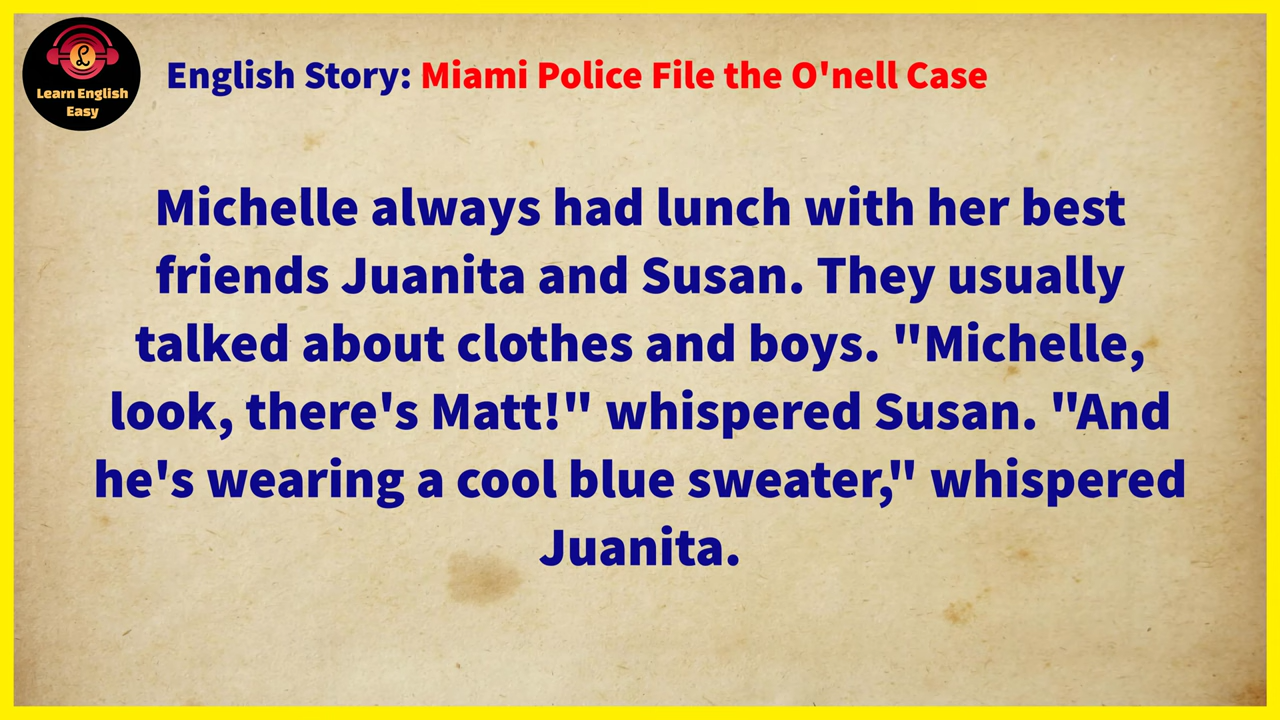 Learn English
Easy
English Story: Miami Police File the O'nell Case
Michelle always had lunch with her best
friends Juanita and Susan. They usually
talked about clothes and boys. "Michelle,
look, there's Matt!" whispered Susan. "And
he's wearing a cool blue sweater," whispered
Juanita.